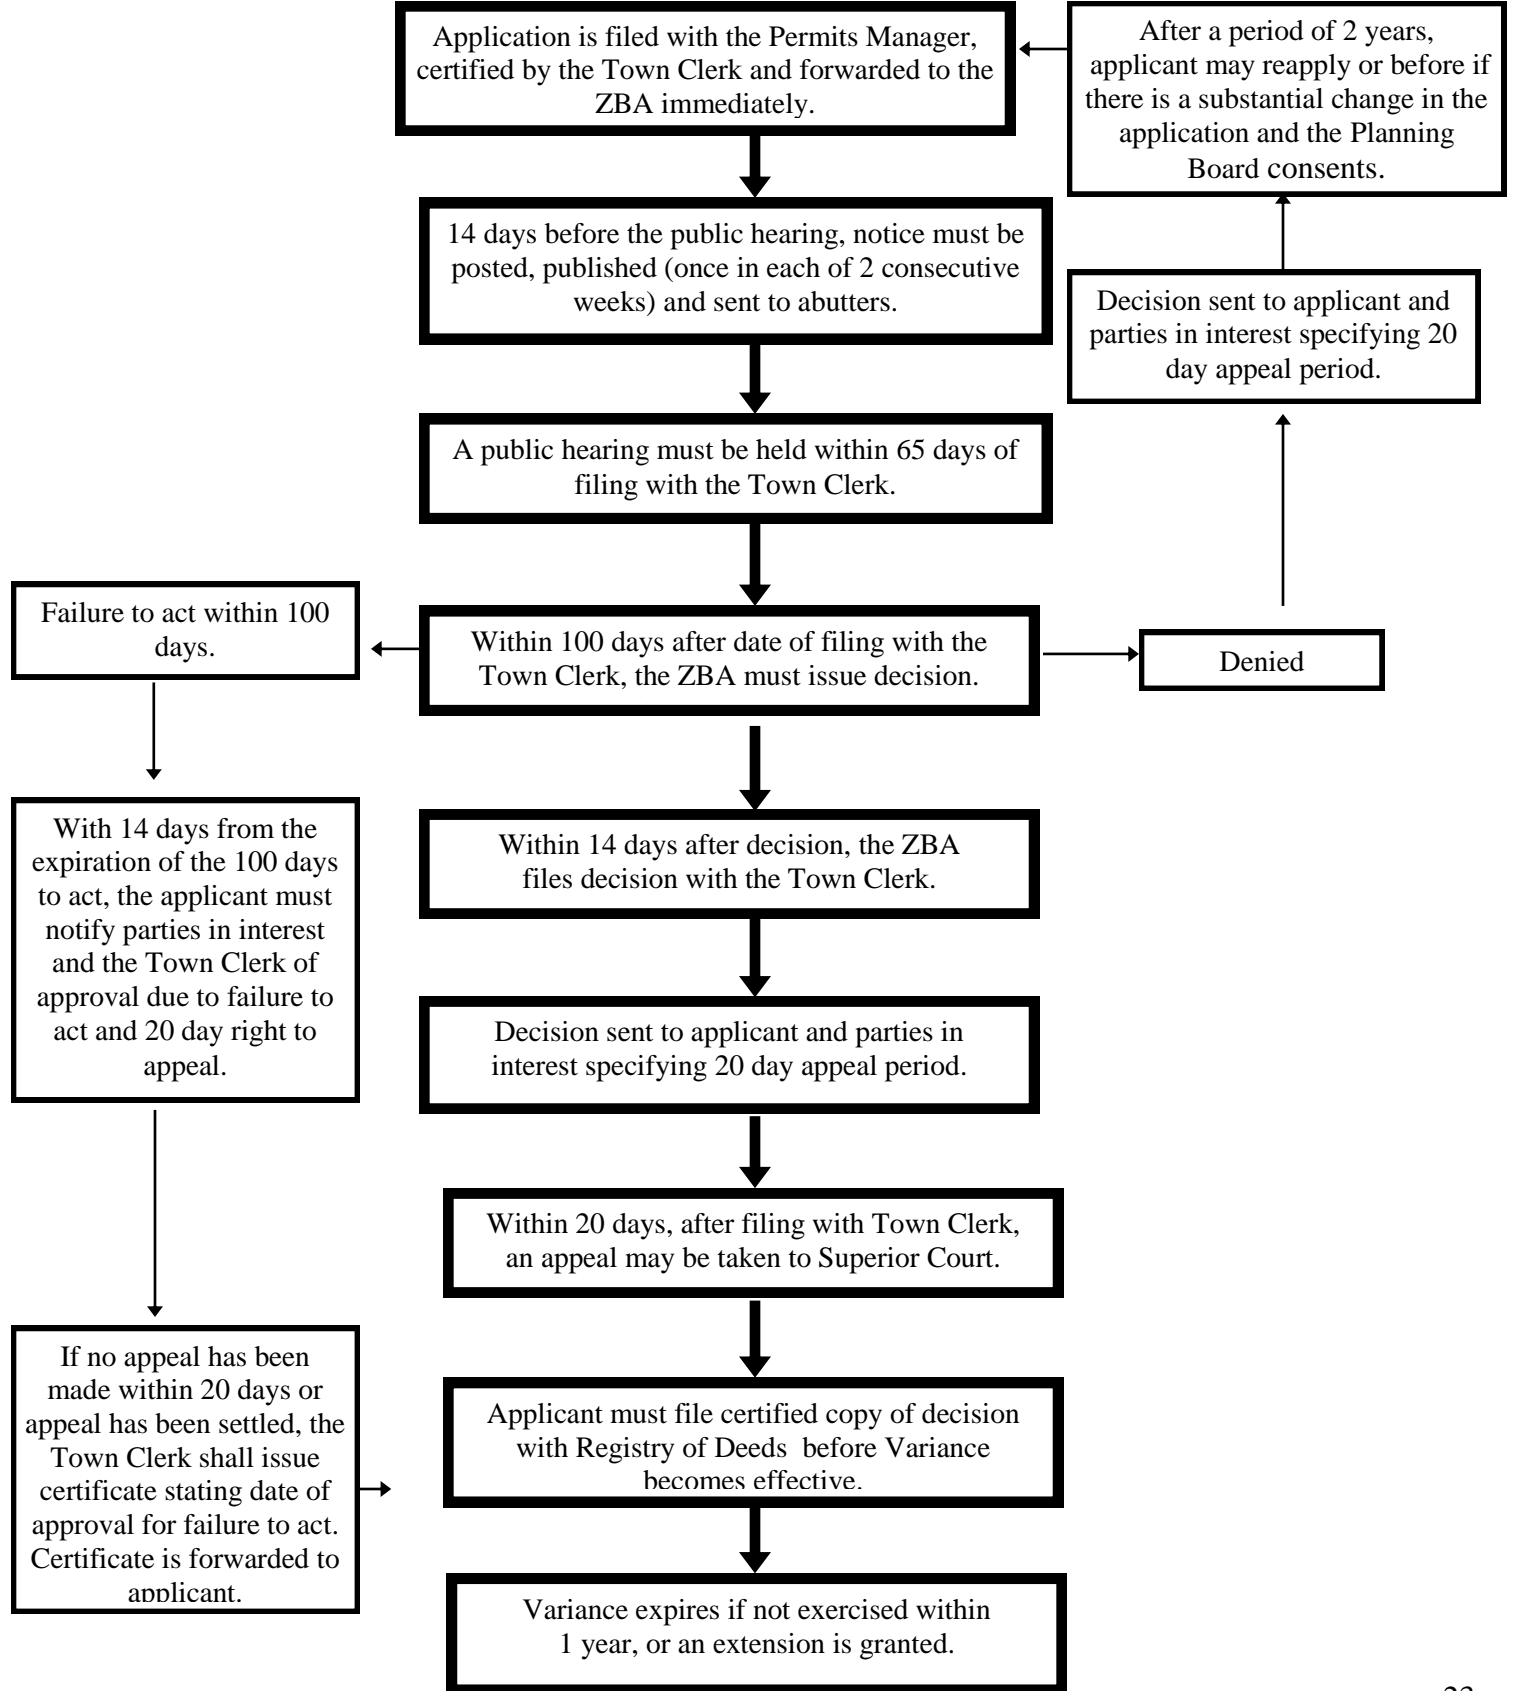 Application is filed with the Permits Manager,
certified by the Town Clerk and forwarded to the
ZBA immediately.
After a period of 2 years,
applicant may reapply or before if
there is a substantial change in the
application and the Planning
Board consents.
14 days before the public hearing, notice must be
posted, published (once in each of 2 consecutive
weeks) and sent to abutters.
Decision sent to applicant and
parties in interest specifying 20
day appeal period.
A public hearing must be held within 65 days of
filing with the Town Clerk.
Failure to act within 100
days.
Within 100 days after date of filing with the
Town Clerk, the ZBA must issue decision.
Denied
With 14 days from the
expiration of the 100 days
to act, the applicant must
notify parties in interest
and the Town Clerk of
approval due to failure to
act and 20 day right to
appeal.
Within 14 days after decision, the ZBA
files decision with the Town Clerk.
Decision sent to applicant and parties in
interest specifying 20 day appeal period.
Within 20 days, after filing with Town Clerk,
an appeal may be taken to Superior Court.
If no appeal has been
made within 20 days or
appeal has been settled, the
Town Clerk shall issue
certificate stating date of
approval for failure to act.
Certificate is forwarded to
applicant.
Applicant must file certified copy of decision
with Registry of Deeds before Variance
becomes effective.
Variance expires if not exercised within
1 year, or an extension is granted.